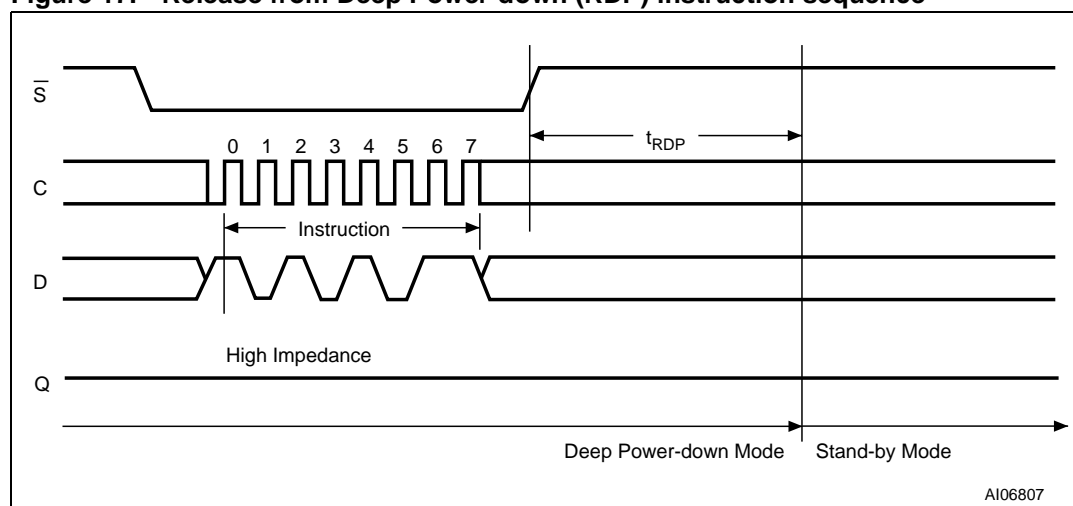 Figure 17. Release from Deep Power-down (RDP) instruction sequence
S
tRDP
0 1 2 3 4 5 6 7
C
Instruction
D
High Impedance
Q
Deep Power-down Mode Stand-by Mode
AI06807